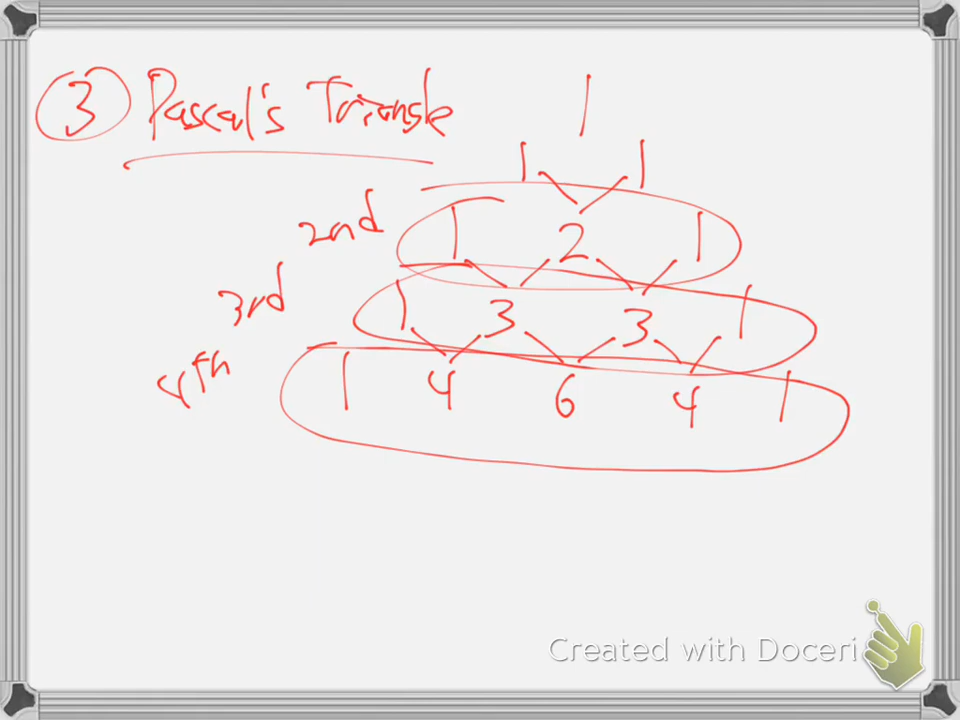 ③ Pascal's Triangle
1
1 1
2nd 1 2 1
3rd 1 3 3 1
4th 1 4 6 4 1
Created with Doceri